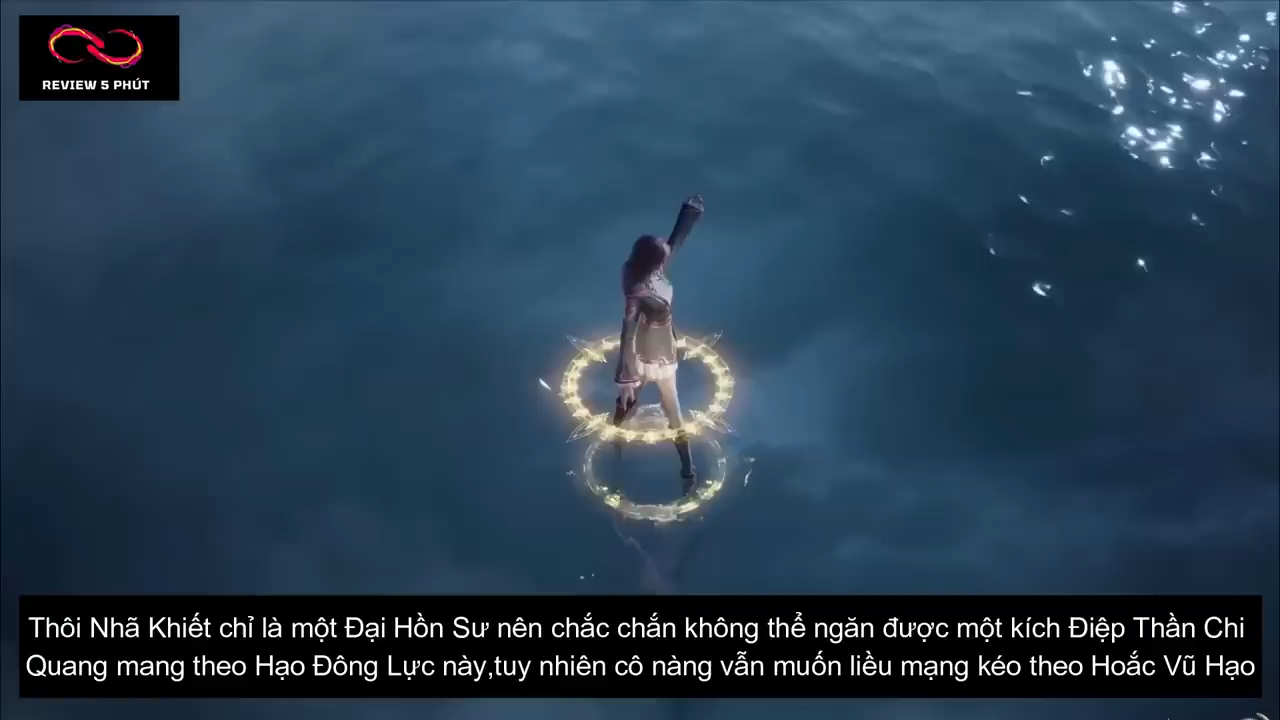 REVIEW 5 PHÚT
Thôi Nhã Khiết chỉ là một Đại Hồn Sư nên chắc chắn không thể ngăn được một kích Điệp Thần Chi
Quang mang theo Hạo Đông Lực này,tuy nhiên cô nàng vẫn muốn liều mạng kéo theo Hoắc Vũ Hạo